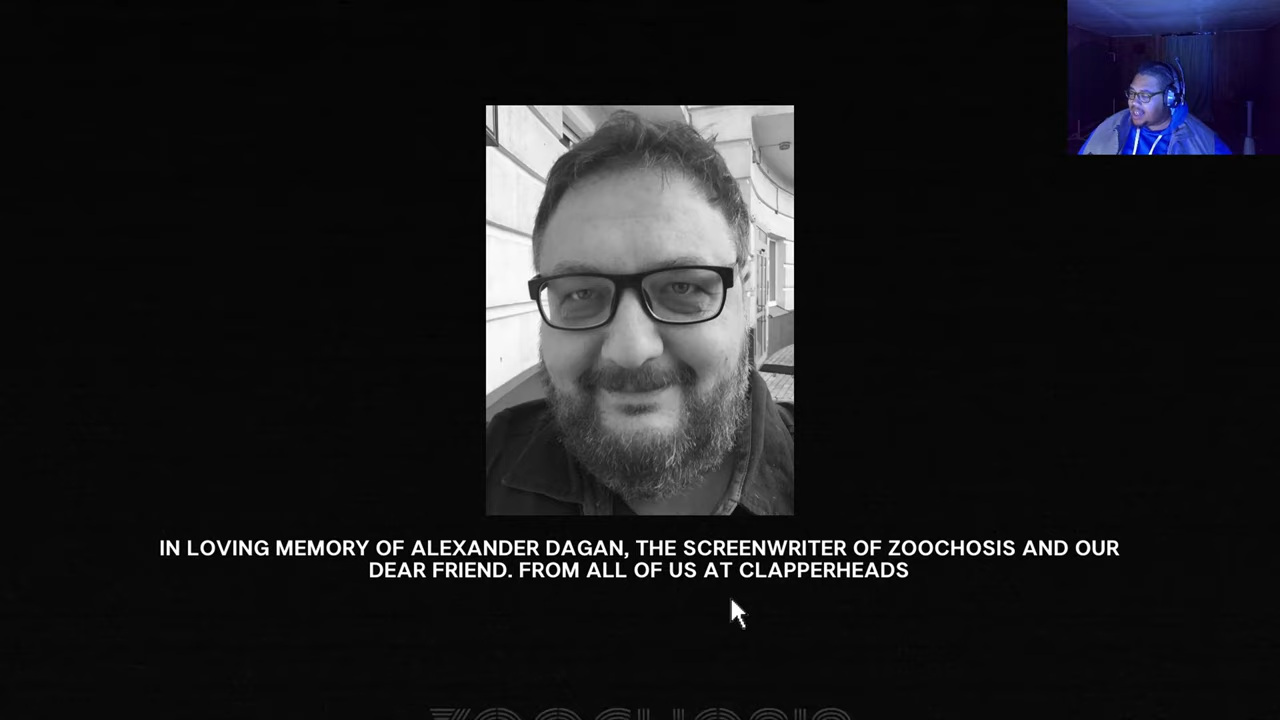 IN LOVING MEMORY OF ALEXANDER DAGAN, THE SCREENWRITER OF ZOOCHOSIS AND OUR
DEAR FRIEND. FROM ALL OF US AT CLAPPERHEADS
ZOOCHOSIS